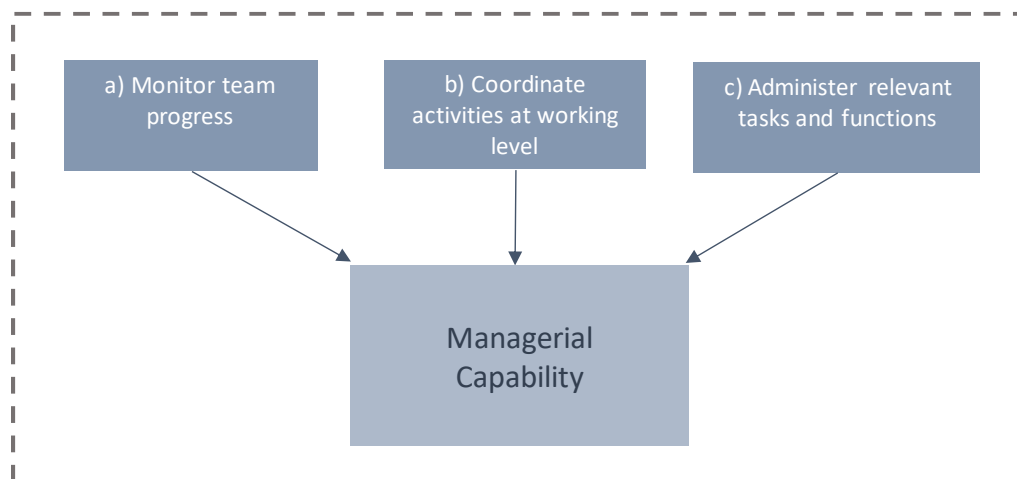 a) Monitor team
progress
b) Coordinate
activities at working
level
c) Administer relevant
tasks and functions
Managerial
Capability